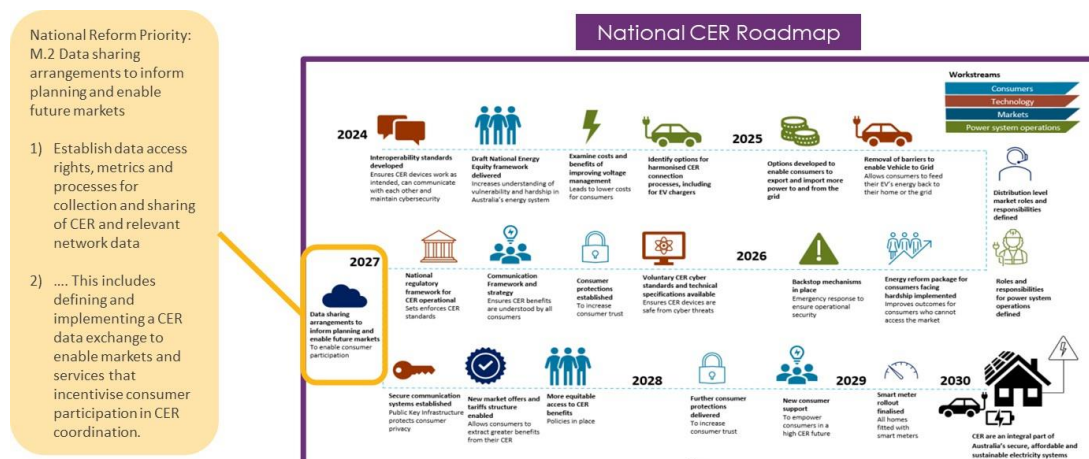 National Reform Priority:
M.2 Data sharing
arrangements to inform
planning and enable
future markets
1) Establish data access
rights, metrics and
processes for
collection and sharing
of CER and relevant
network data
2) .... This includes
defining and
implementing a CER
data exchange to
enable markets and
services that
incentivise consumer
participation in CER
coordination.
National CER Roadmap
Workstreams
Consumers
Technology
Markets
Power system operations
2024
Interoperability standards
developed
Ensures CER devices work as
intended, can communicate
with each other and
maintain cybersecurity
Draft National Energy
Equity framework
delivered
Increases understanding of
vulnerability and hardship in
Australia's energy system
Examine costs and
benefits of
improving voltage
management
Leads to lower costs
for consumers
Identify options for
harmonised CER
connection
processes, including
for EV chargers
2025
Options developed to
enable consumers to
export and import more
power to and from the
grid
Removal of barriers to
enable Vehicle to Grid
Allows consumers to feed
their EV's energy back to
their home or the grid
Distribution level
market roles and
responsibilities
defined
2027
Data sharing
arrangements to
inform planning and
enable future markets
To enable consumer
participation
National
regulatory
framework for
CER operational
Sets enforces CER
standards
Communication
Framework and
strategy
Ensures CER benefits
are understood by all
consumers
Consumer
protections
established
To increase
consumer trust
Voluntary CER cyber
standards and technical
specifications available
Ensures CER devices are
safe from cyber threats
2026
Backstop mechanisms
in place
Emergency response to
ensure operational
security
Energy reform package for
consumers facing
hardship implemented
Improves outcomes for
consumers who cannot
access the market
Roles and
responsibilities
for power system
operations
defined
Secure communication
systems established
Public Key Infrastructure
protects consumer
privacy
New market offers and
tariffs structure
enabled
Allows consumers to
extract greater benefits
from their CER
More equitable
access to CER
benefits
Policies in place
2028
Further consumer
protections
delivered
To increase
consumer trust
New consumer
support
To empower
consumers in a
high CER future
2029
Smart meter
rollout
finalised
All homes
fitted with
smart meters
2030
CER are an integral part of
Australia's secure, affordable and
sustainable electricity systems